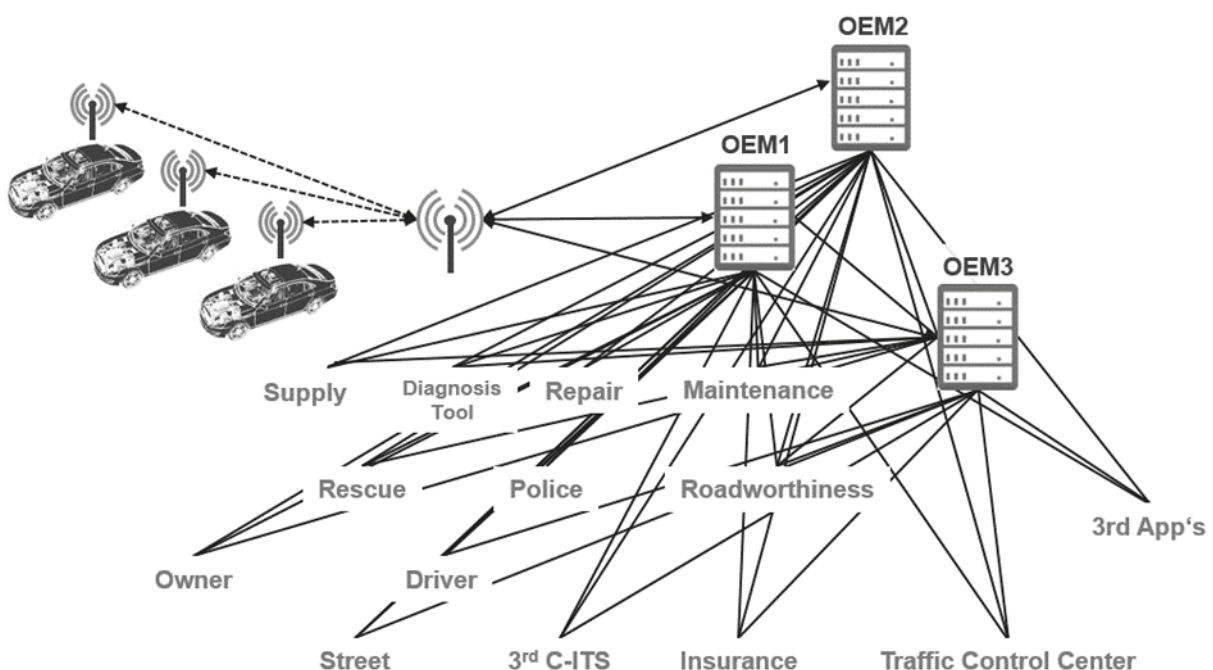 OEM2
OEM1
OEM3
Supply
Diagnosis
Tool
Repair
Maintenance
Rescue
Police
Roadworthiness
3rd App‘s
Owner
Driver
Street
3rd C-ITS
Insurance
Traffic Control Center